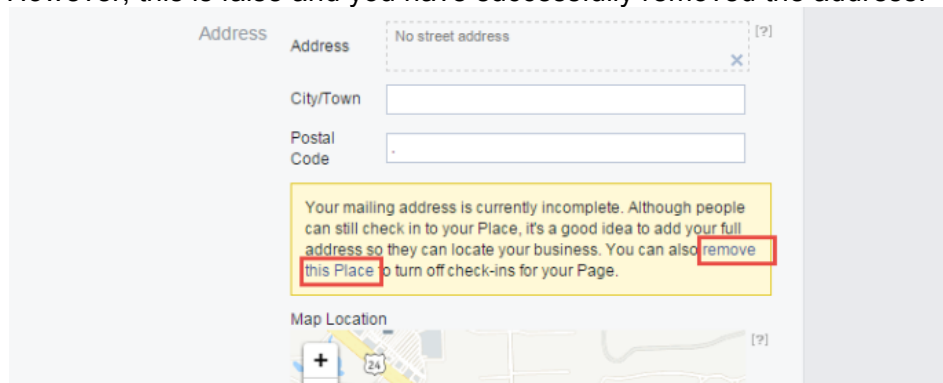 However, this is false and you have successfully removed the address.
Address
Address
No street address
[?]
City/Town
Postal
Code
.
Your mailing address is currently incomplete. Although people
can still check in to your Place, it's a good idea to add your full
address so they can locate your business. You can also remove
this Place to turn off check-ins for your Page.
Map Location
[?]
+
24